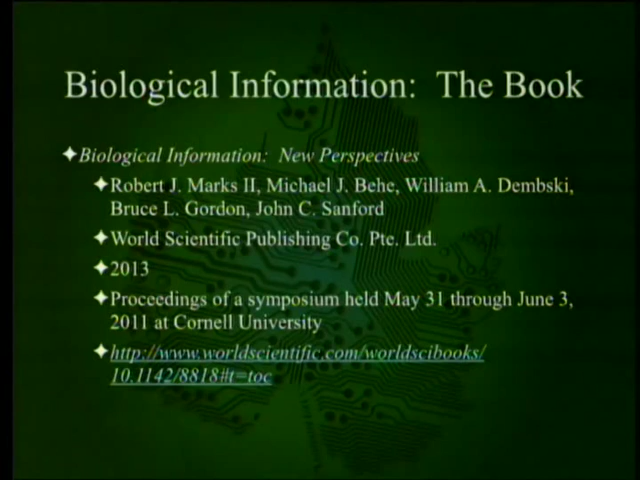 Biological Information: The Book
Biological Information: New Perspectives
Robert J. Marks II, Michael J. Behe, William A. Dembski,
Bruce L. Gordon, John C. Sanford
World Scientific Publishing Co. Pte. Ltd.
2013
Proceedings of a symposium held May 31 through June 3,
2011 at Cornell University
http://www.worldscientific.com/worldscibooks/
10.1142/8818#t=toc